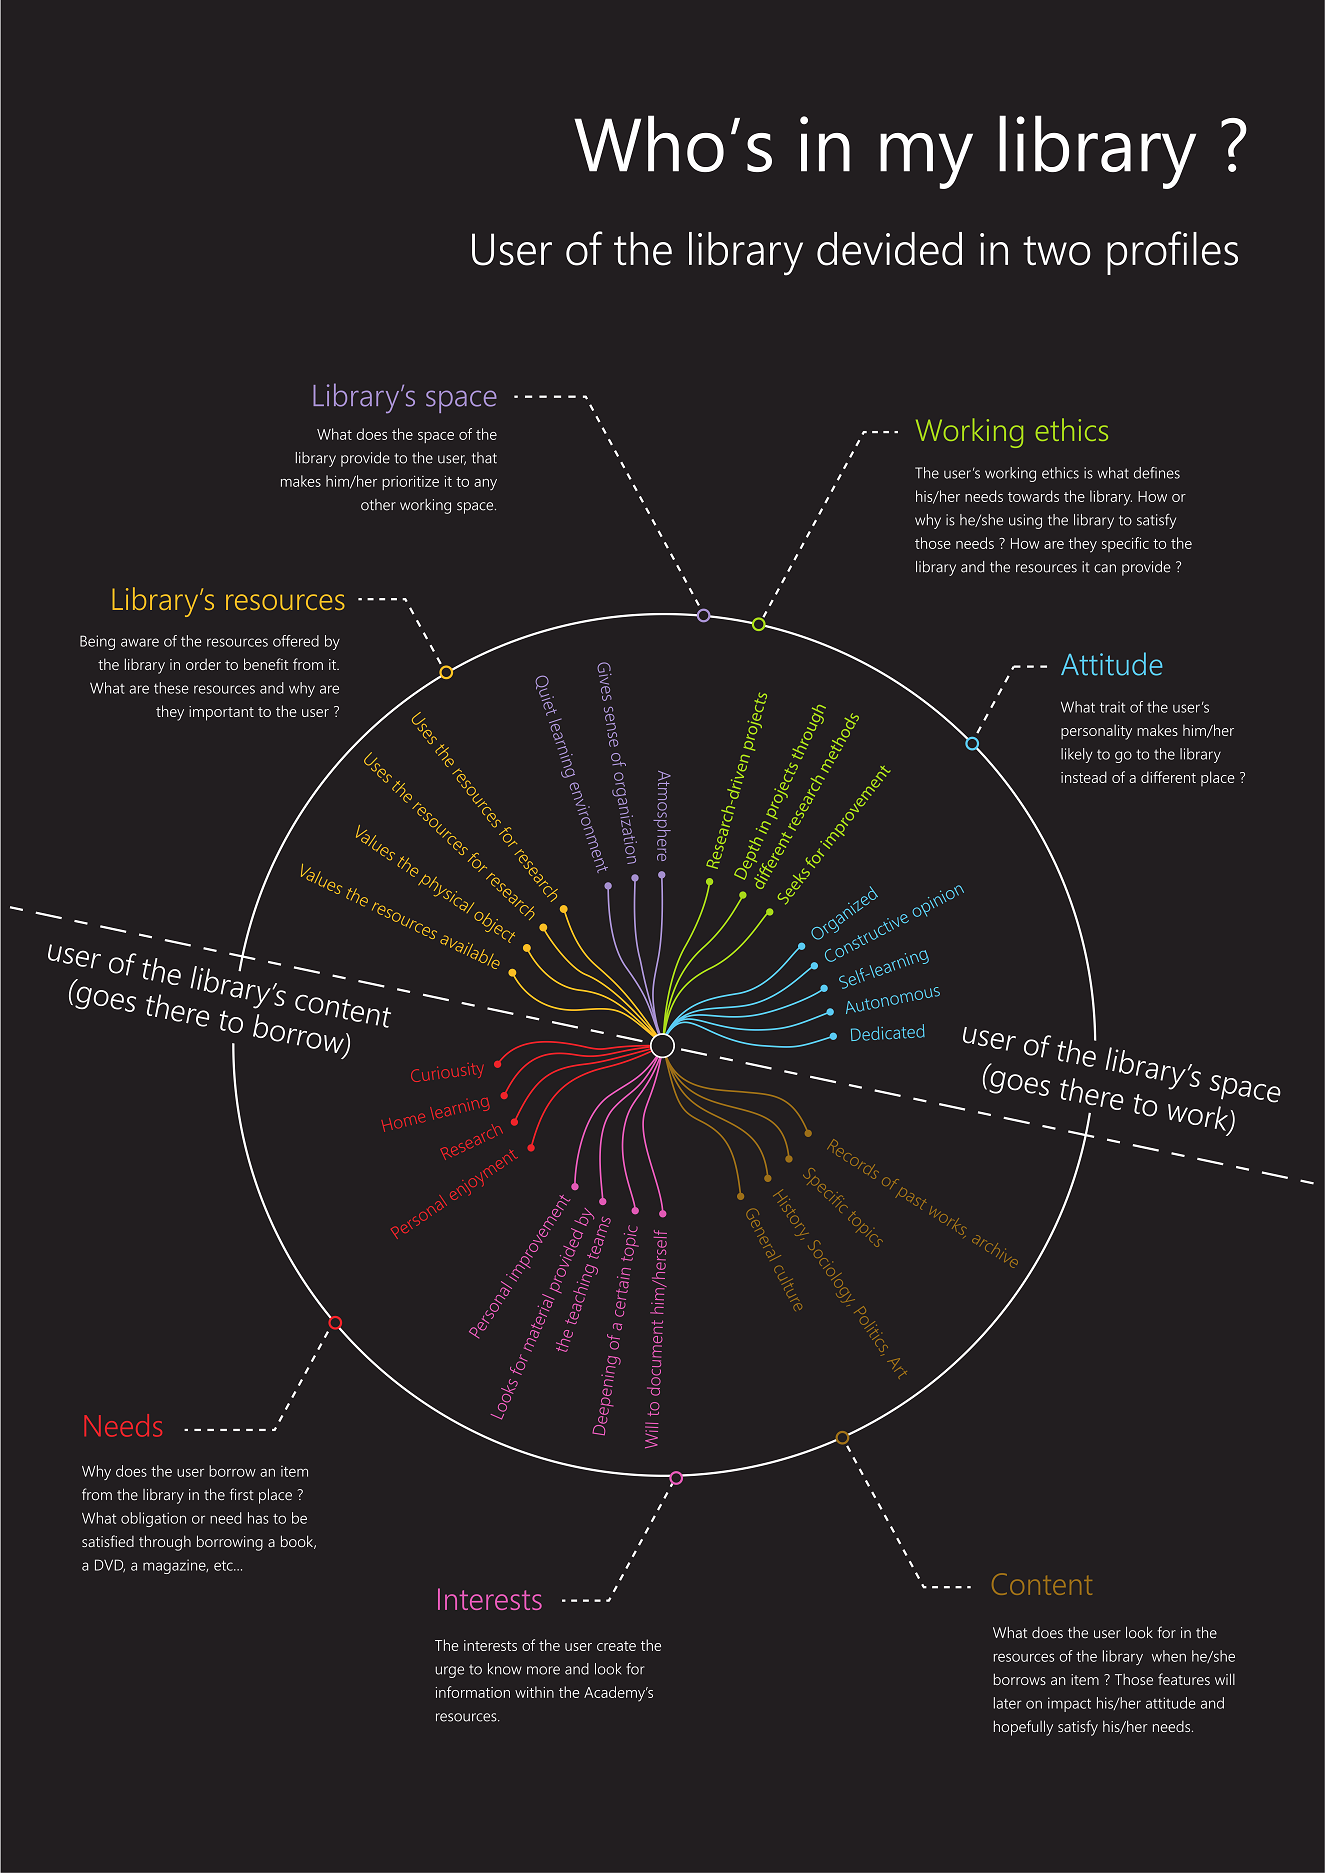 Who's in my library ?
User of the library devided in two profiles
Library's space
What does the space of the
library provide to the user, that
makes him/her prioritize it to any
other working space.
Working ethics
The user's working ethics is what defines
his/her needs towards the library. How or
why is he/she using the library to satisfy
those needs ? How are they specific to the
library and the resources it can provide ?
Library's resources
Being aware of the resources offered by
the library in order to benefit from it.
What are these resources and why are
they important to the user ?
Attitude
What trait of the user's
personality makes him/her
likely to go to the library
instead of a different place ?
Uses the resources for research
Uses the resources for research
Values the physical object
Values the resources available
Quiet learning environment
Gives sense of organization
Atmosphere
Research-driven projects
Depth in projects through
different research methods
Seeks for improvement
Organized
Constructive opinion
Self-learning
Autonomous
Dedicated
user of the library's content
(goes there to borrow)
user of the library's space
(goes there to work)
Curiousity
Home learning
Research
Personal enjoyment
Personal improvement
Looks for material provided by
the teaching teams
Deepening of a certain topic
Will to document him/herself
General culture
History, Sociology, Politics, Art
Specific topics
Records of past works, archive
Needs
Why does the user borrow an item
from the library in the first place ?
What obligation or need has to be
satisfied through borrowing a book,
a DVD, a magazine, etc...
Interests
The interests of the user create the
urge to know more and look for
information within the Academy's
resources.
Content
What does the user look for in the
resources of the library when he/she
borrows an item ? Those features will
later on impact his/her attitude and
hopefully satisfy his/her needs.